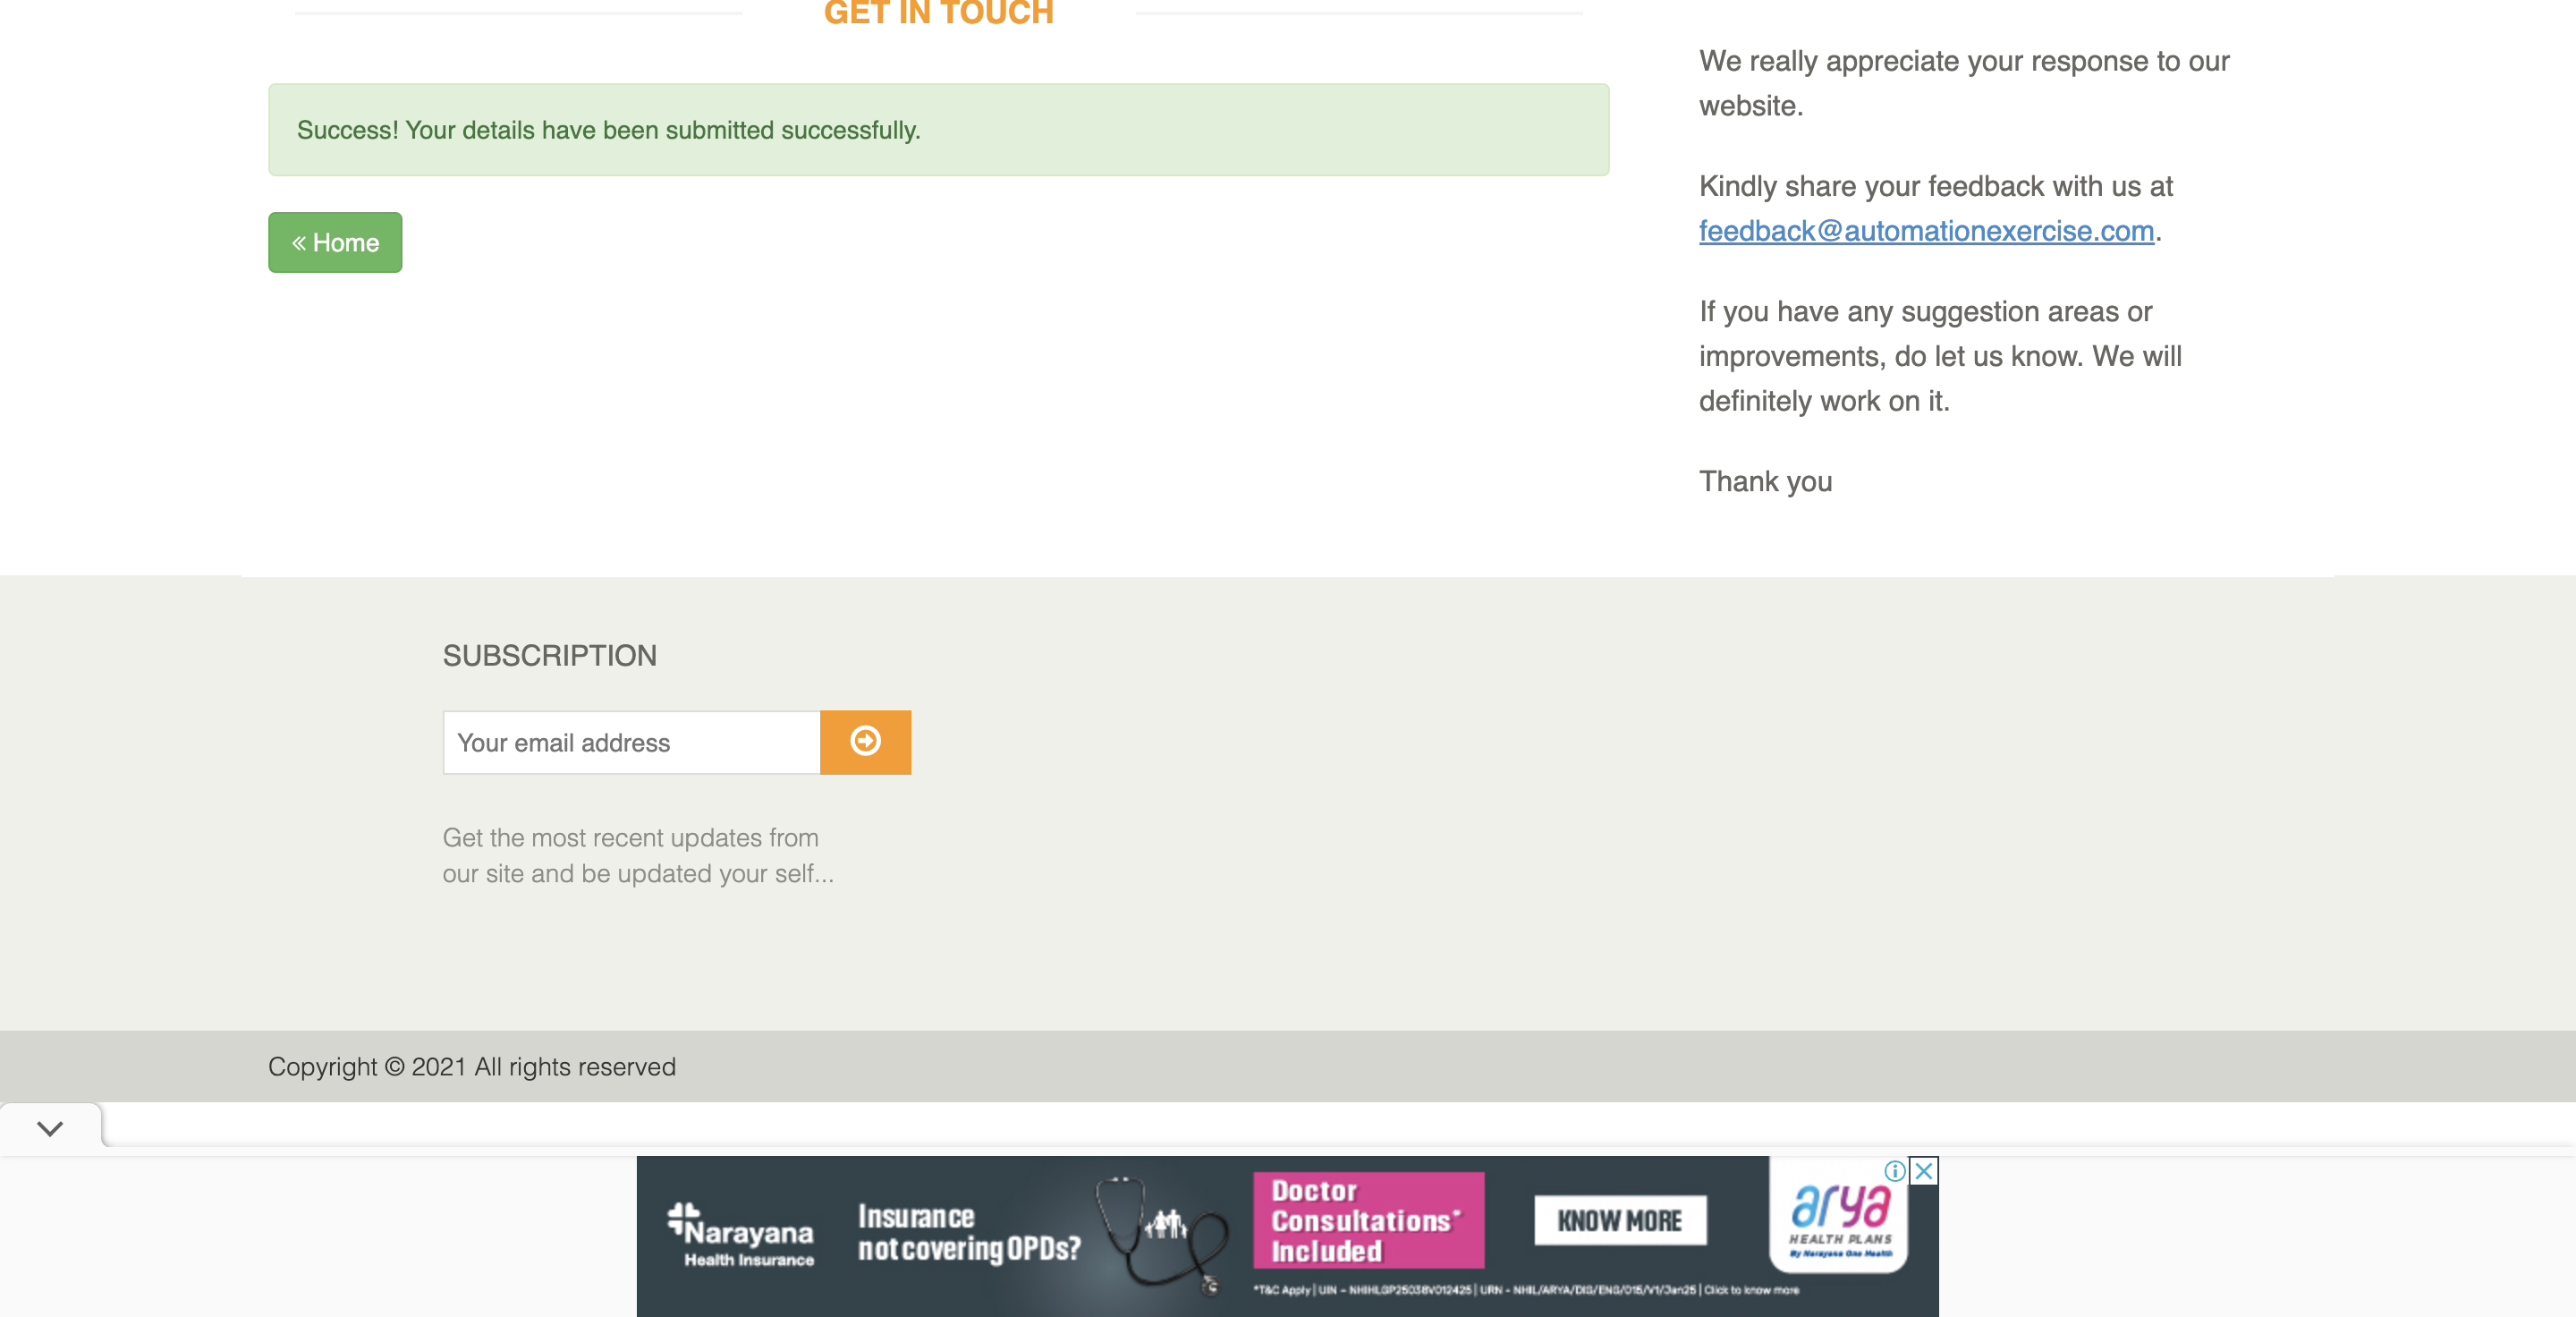 GET IN TOUCH
Success! Your details have been submitted successfully.
« Home
We really appreciate your response to our
website.
Kindly share your feedback with us at
feedback@automationexercise.com.
If you have any suggestion areas or
improvements, do let us know. We will
definitely work on it.
Thank you
SUBSCRIPTION
Your email address
Get the most recent updates from
our site and be updated your self...
Copyright © 2021 All rights reserved
Narayana
Health Insurance
Insurance
not covering OPDs?
Doctor
Consultations*
Included
KNOW MORE
arya
HEALTH PLANS
By Narayana One Health
*T&C Apply | UIN – NHIHLGP25038V012425 | URN - NHIL/ARYA/DIG/ENG/015/V1/Jan25 | Click to know more